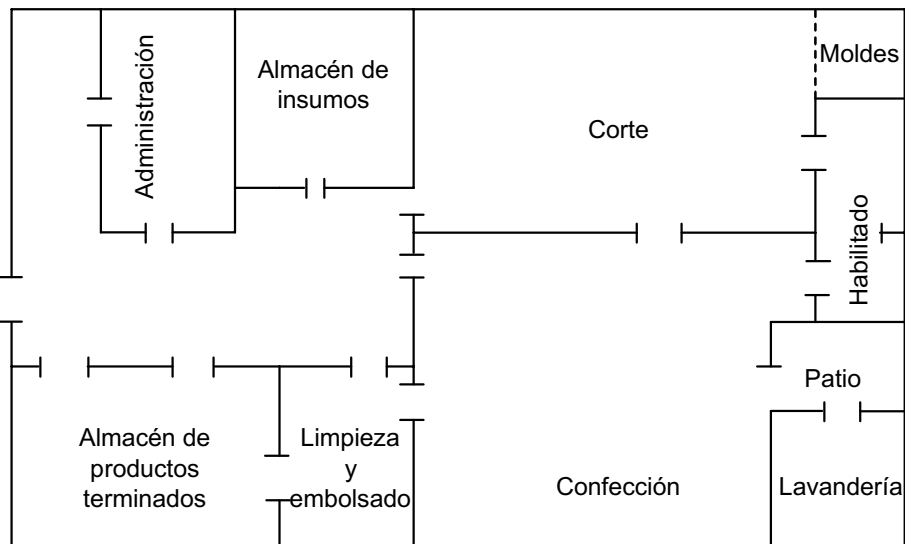 Administración
Almacén de
insumos
Corte
Moldes
Habilitado
Almacén de
productos
terminados
Limpieza
y
embolsado
Confección
Patio
Lavandería